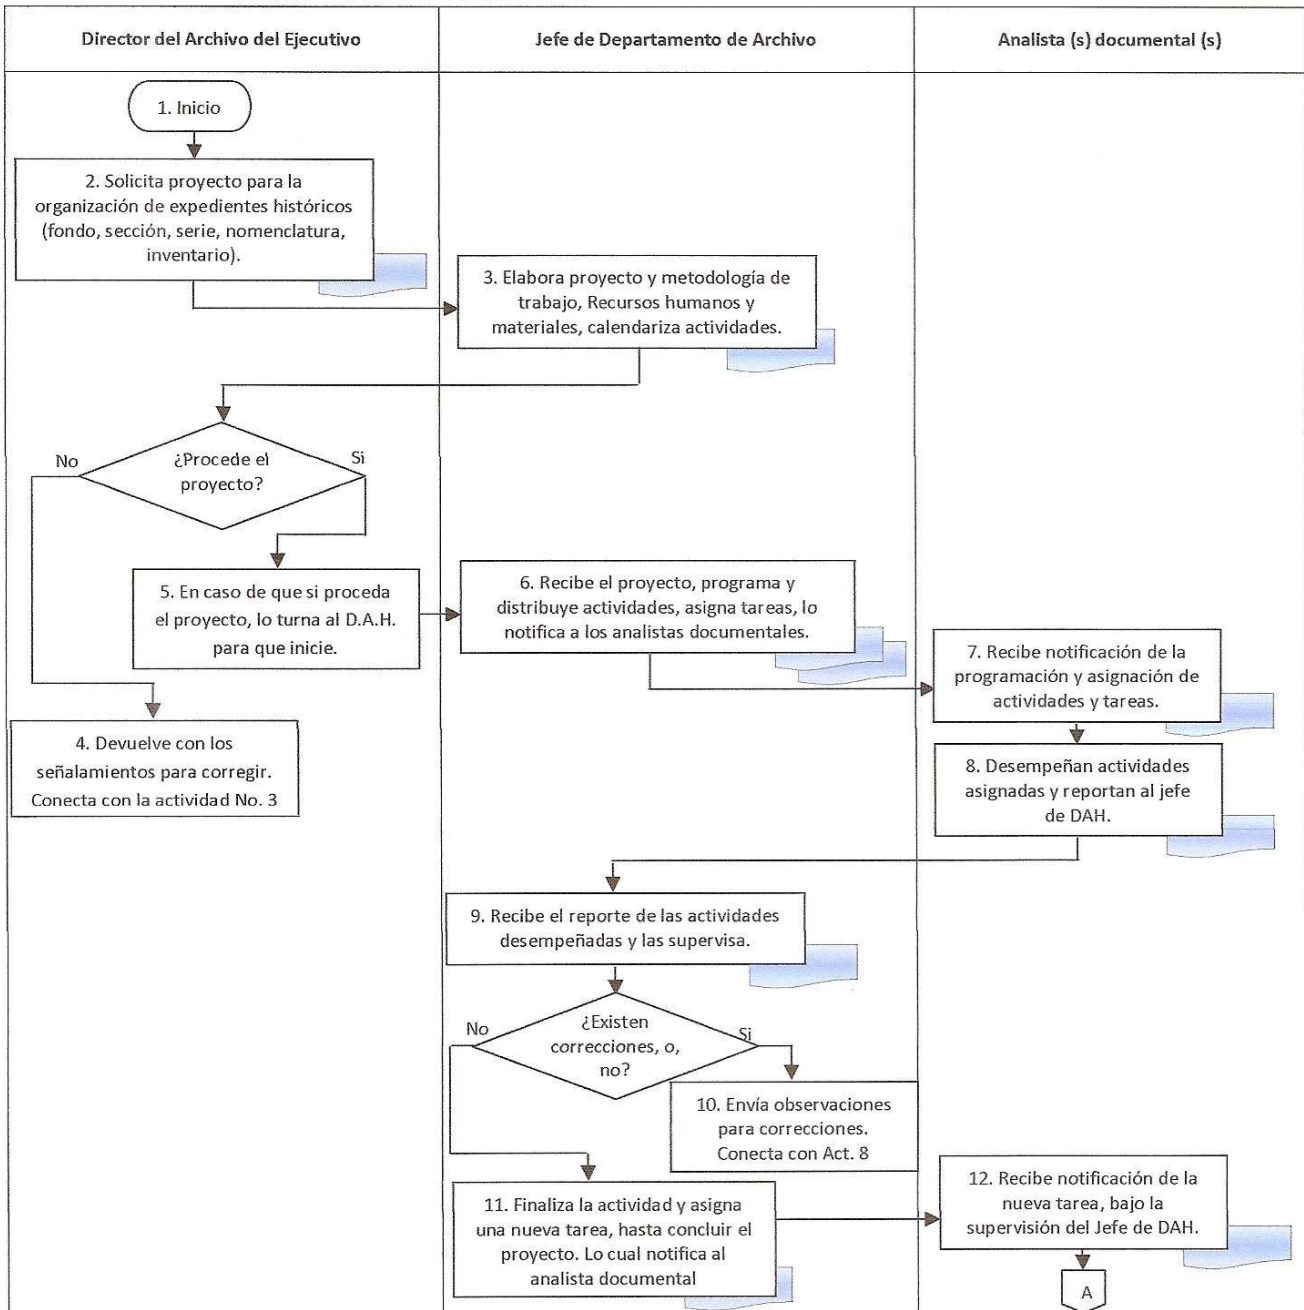 Director del Archivo del Ejecutivo
Jefe de Departamento de Archivo
Analista (s) documental (s)
1. Inicio
2. Solicita proyecto para la
organización de expedientes históricos
(fondo, sección, serie, nomenclatura,
inventario).
3. Elabora proyecto y metodología de
trabajo, Recursos humanos y
materiales, calendariza actividades.
¿Procede el
proyecto?
No
Si
5. En caso de que si proceda
el proyecto, lo turna al D.A.H.
para que inicie.
6. Recibe el proyecto, programa y
distribuye actividades, asigna tareas, lo
notifica a los analistas documentales.
7. Recibe notificación de la
programación y asignación de
actividades y tareas.
4. Devuelve con los
señalamientos para corregir.
Conecta con la actividad No. 3
8. Desempeñan actividades
asignadas y reportan al jefe
de DAH.
9. Recibe el reporte de las actividades
desempeñadas y las supervisa.
¿Existen
correcciones, o,
no?
No
Si
10. Envía observaciones
para correcciones.
Conecta con Act. 8
11. Finaliza la actividad y asigna
una nueva tarea, hasta concluir el
proyecto. Lo cual notifica al
analista documental
12. Recibe notificación de la
nueva tarea, bajo la
supervisión del Jefe de DAH.
A